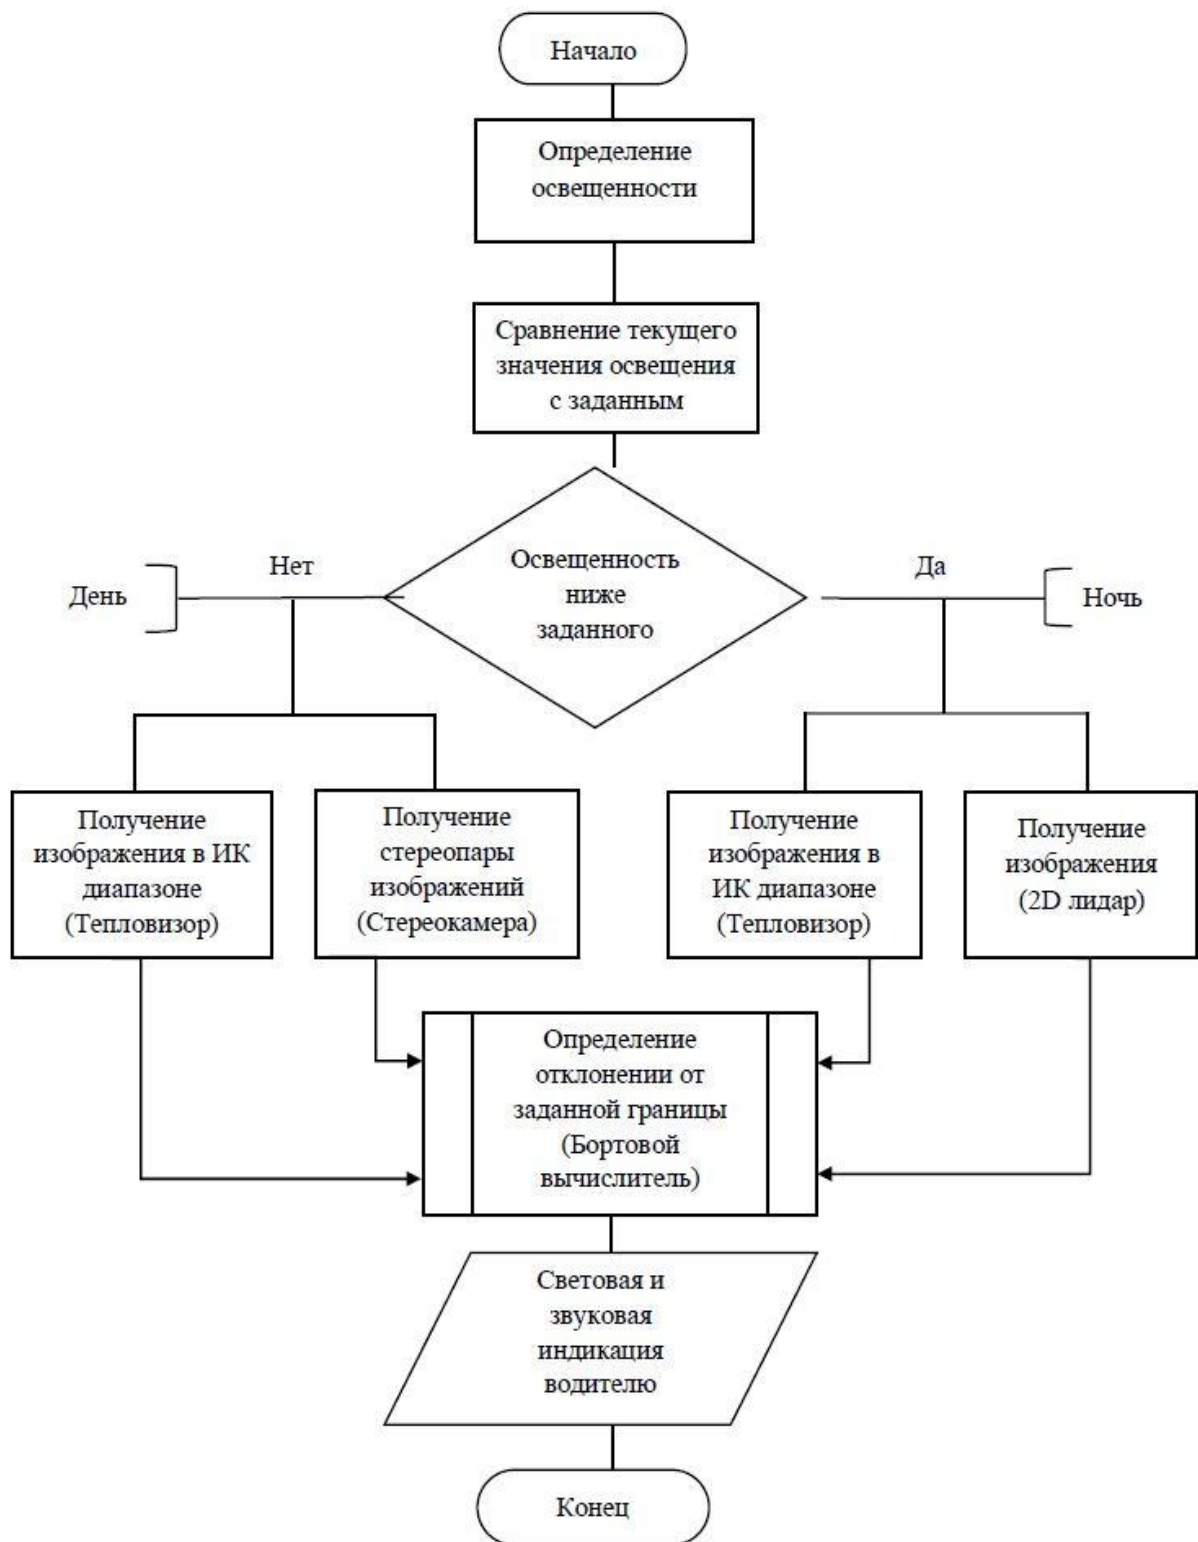 Начало
Определение
освещенности
Сравнение текущего
значения освещения
с заданным
Освещенность
ниже
заданного
Нет
День
Да
Ночь
Получение
изображения в ИК
диапазоне
(Тепловизор)
Получение
стереопары
изображений
(Стереокамера)
Получение
изображения в
ИК диапазоне
(Тепловизор)
Получение
изображения
(2D лидар)
Определение
отклонении от
заданной границы
(Бортовой
вычислитель)
Световая и
звуковая
индикация
водителю
Конец